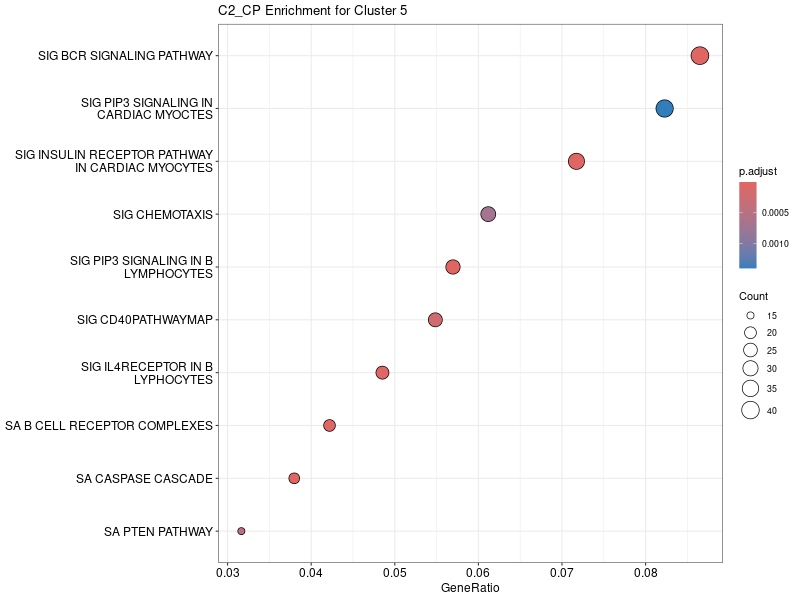 C2_CP Enrichment for Cluster 5
SIG BCR SIGNALING PATHWAY
SIG PIP3 SIGNALING IN
CARDIAC MYOCTES
SIG INSULIN RECEPTOR PATHWAY
IN CARDIAC MYOCYTES
SIG CHEMOTAXIS
SIG PIP3 SIGNALING IN B
LYMPHOCYTES
SIG CD40PATHWAYMAP
SIG IL4RECEPTOR IN B
LYPHOCYTES
SA B CELL RECEPTOR COMPLEXES
SA CASPASE CASCADE
SA PTEN PATHWAY
0.03 0.04 0.05 0.06 0.07 0.08
GeneRatio
p.adjust
0.0005
0.0010
Count
15
20
25
30
35
40